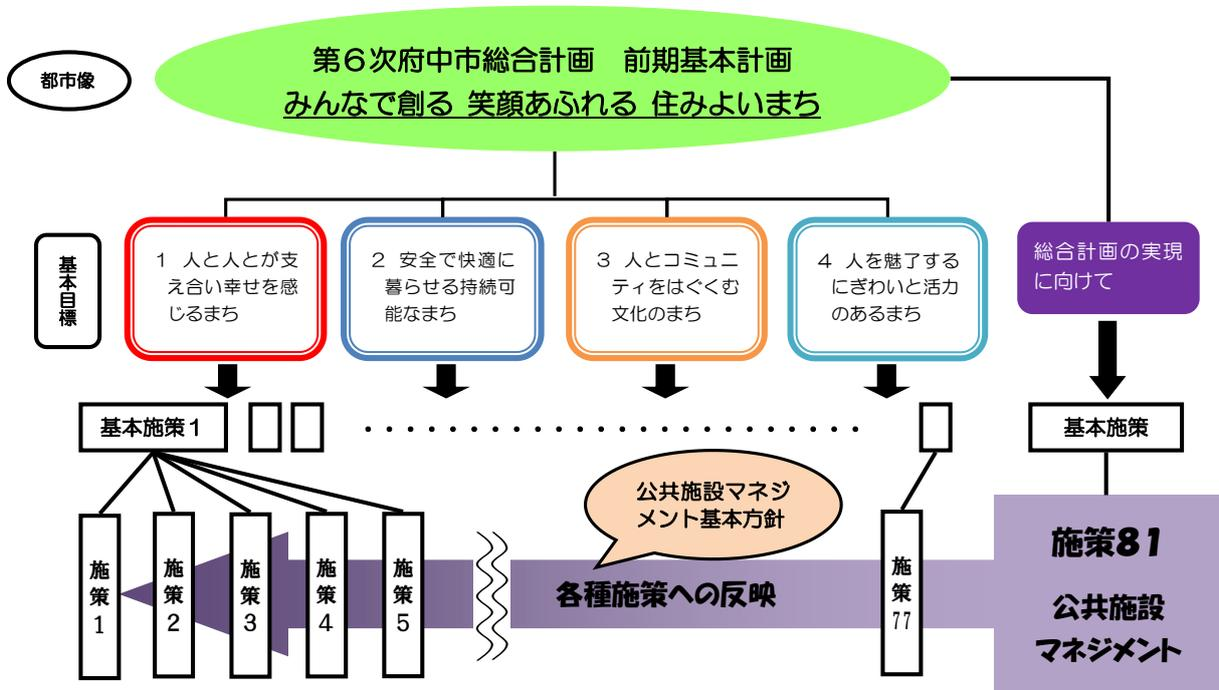 都市像
第6次府中市総合計画　前期基本計画
みんなで創る 笑顔あふれる 住みよいまち
基本目標
1　人と人とが支
え合い幸せを感
じるまち
2　安全で快適に
暮らせる持続可
能なまち
3　人とコミュニ
ティをはぐくむ
文化のまち
4　人を魅了する
にぎわいと活力
のあるまち
総合計画の実現
に向けて
基本施策1
基本施策
公共施設マネジ
メント基本方針
施策1
施策2
施策3
施策4
施策5
各種施策への反映
施策77
施策81
公共施設
マネジメント